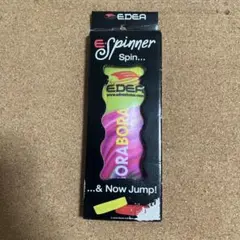 EDEA
E Spinner
Spin...
EDEA
ORABORA
...& Now Jump!